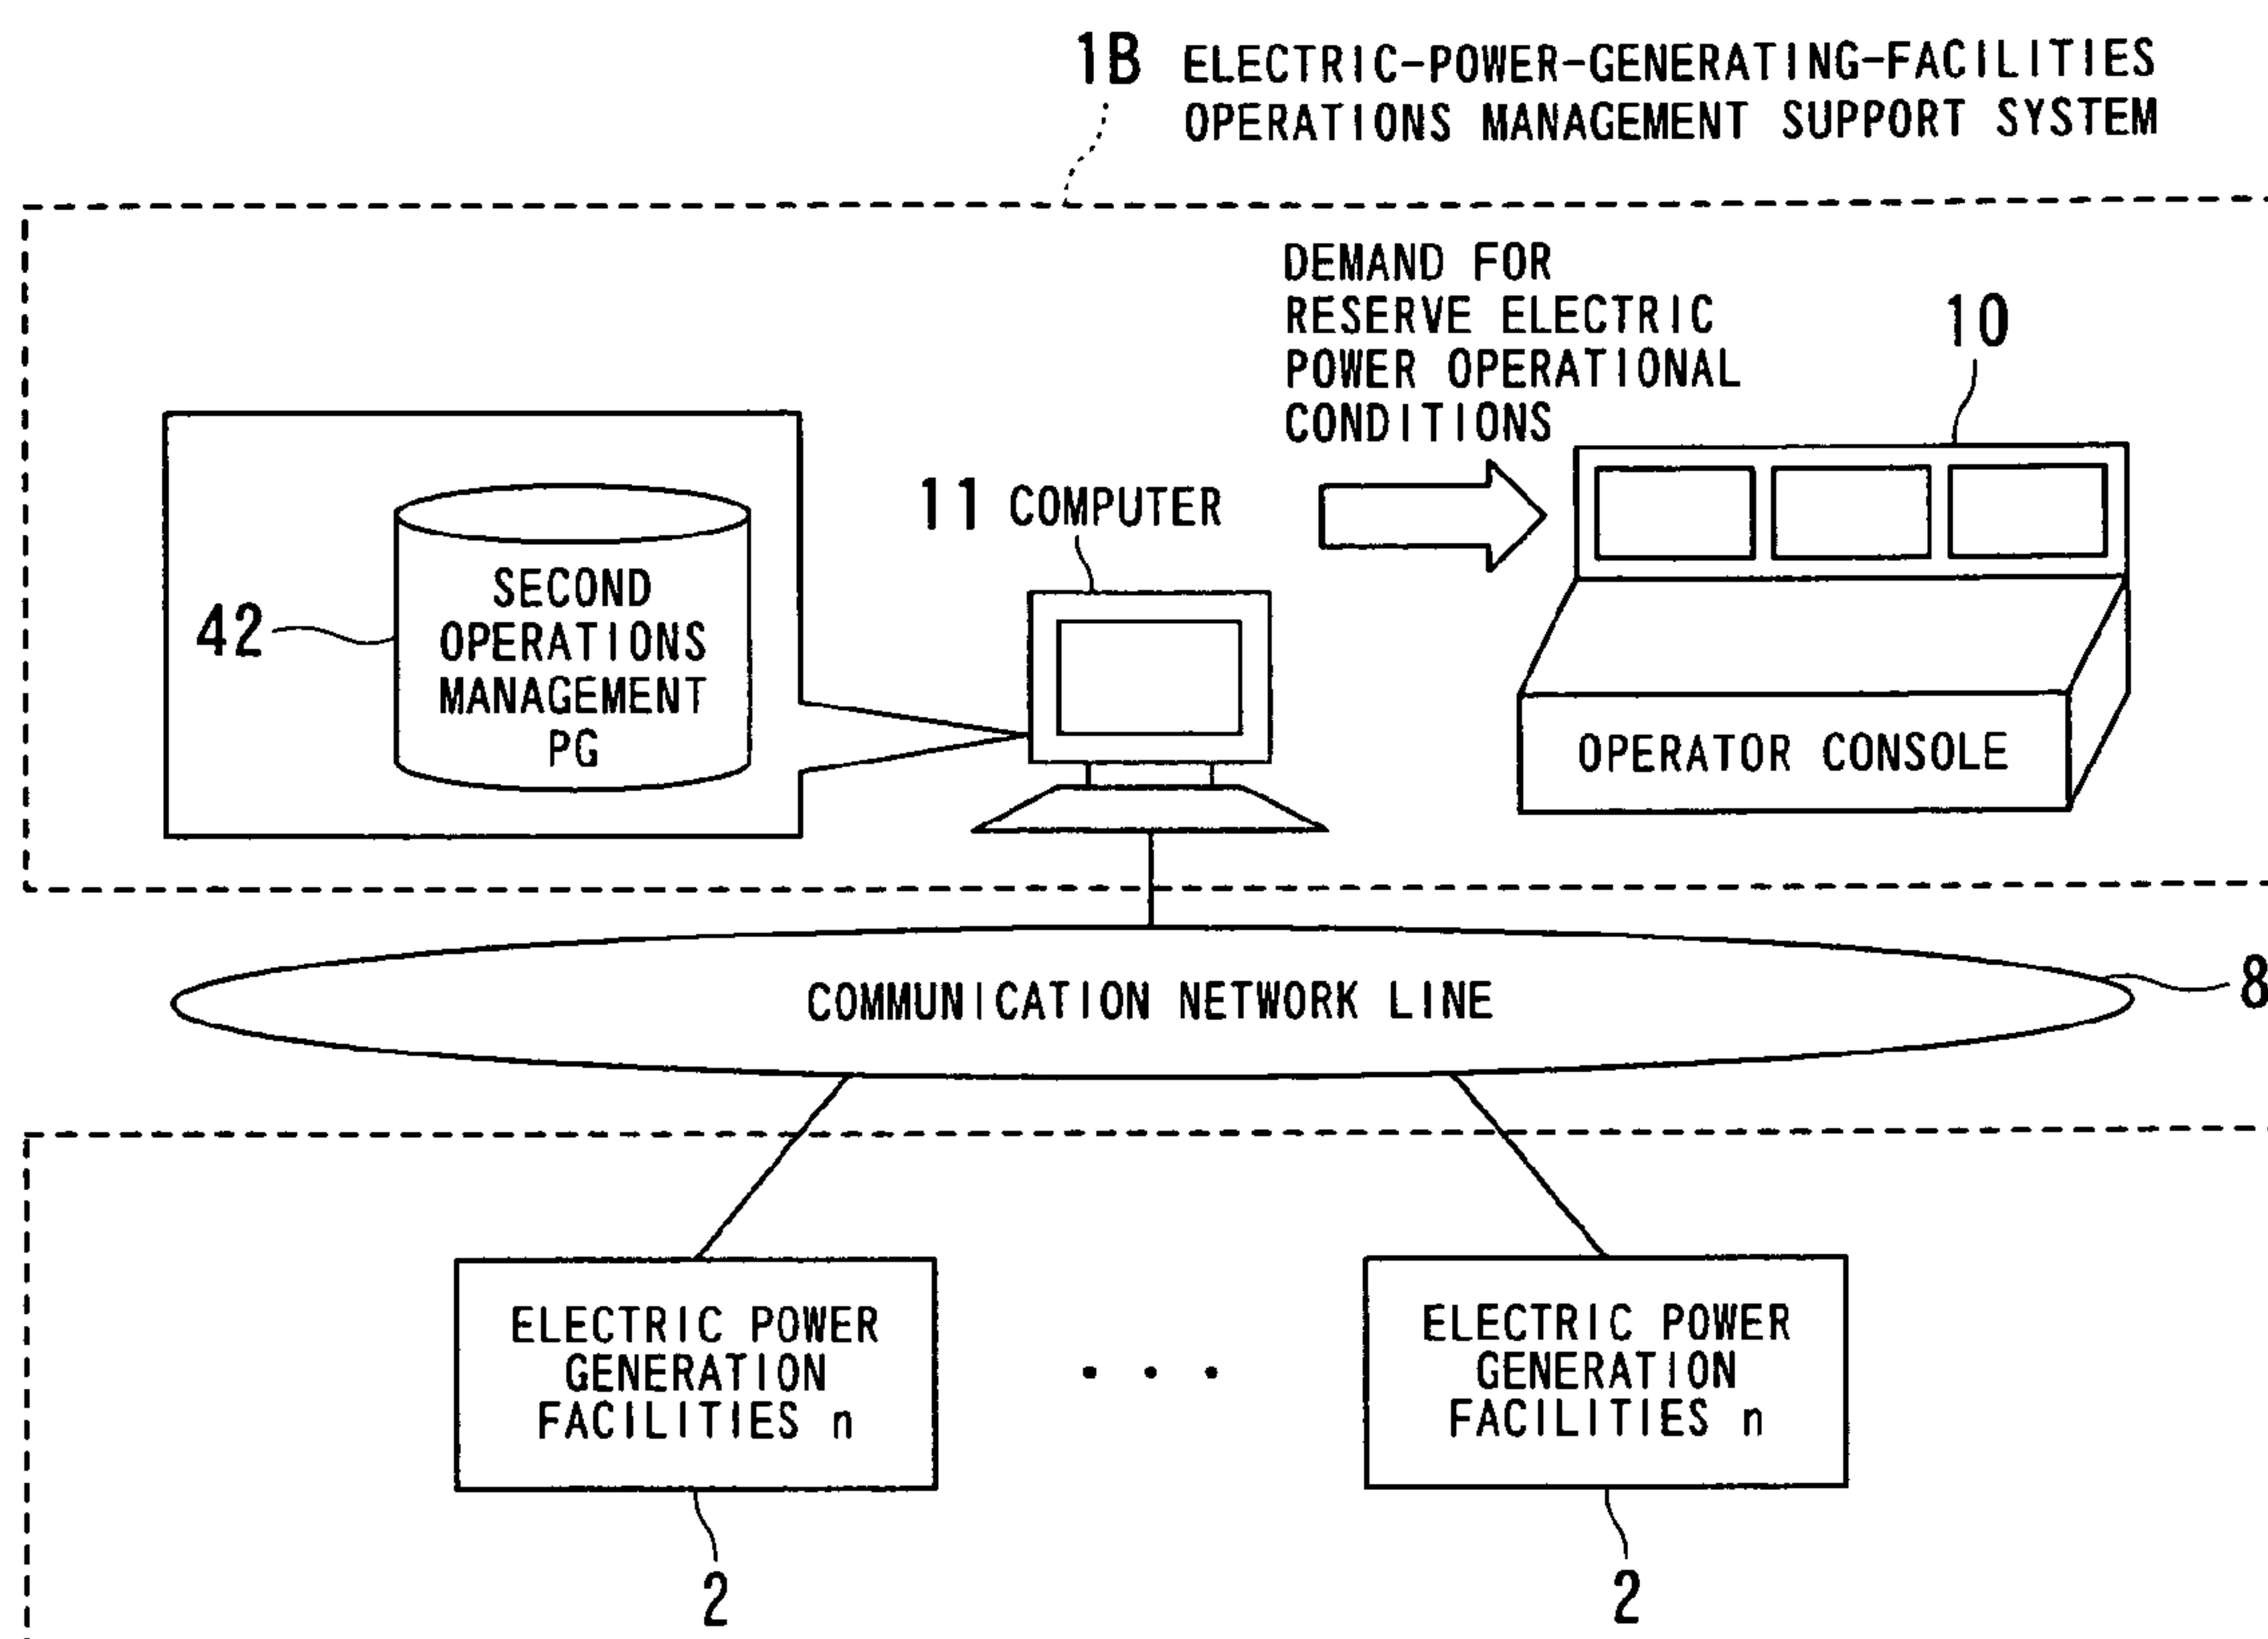 1B ELECTRIC-POWER-GENERATING-FACILITIES
OPERATIONS MANAGEMENT SUPPORT SYSTEM
DEMAND FOR
RESERVE ELECTRIC
POWER OPERATIONAL
CONDITIONS
10
11 COMPUTER
42
SECOND
OPERATIONS
MANAGEMENT
PG
OPERATOR CONSOLE
COMMUNICATION NETWORK LINE
8
ELECTRIC POWER
GENERATION
FACILITIES n
2
ELECTRIC POWER
GENERATION
FACILITIES n
2